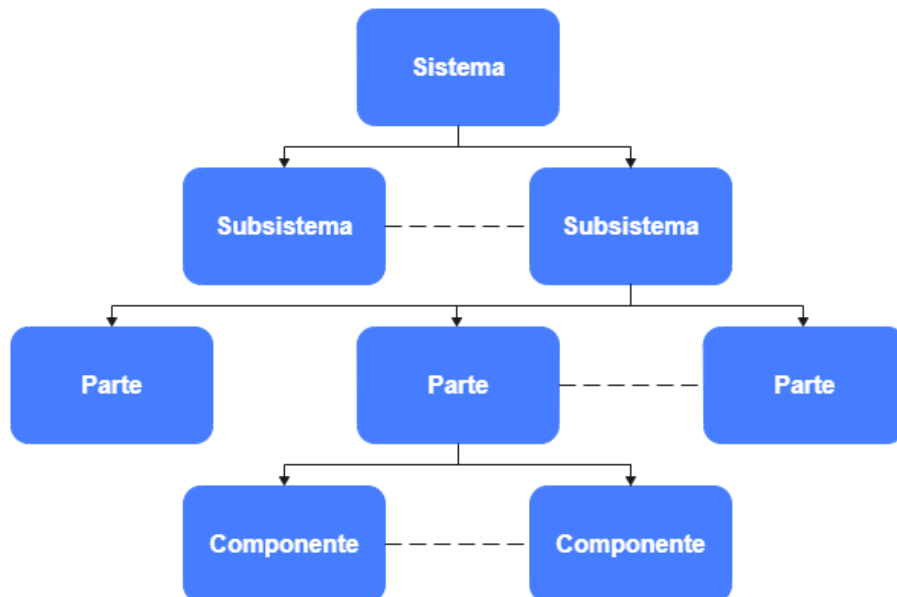 Sistema
Subsistema
Subsistema
Parte
Parte
Parte
Componente
Componente